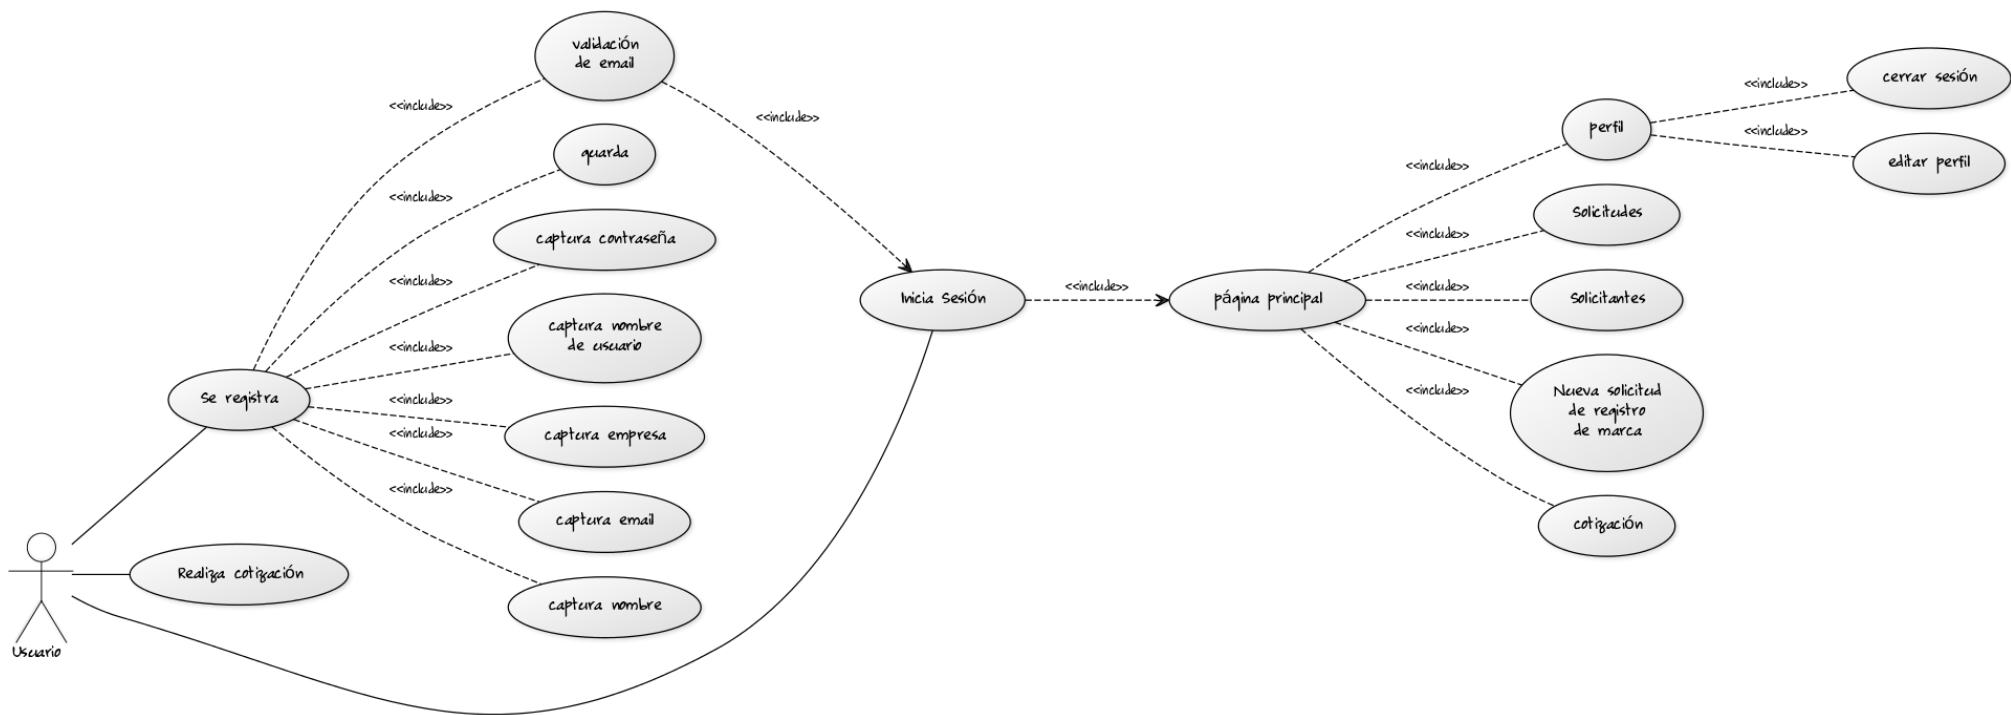 validación
de email
<<include>>
<<include>>
guarda
<<include>>
captura contraseña
<<include>>
captura nombre
de usuario
<<include>>
Se registra
<<include>>
captura empresa
<<include>>
captura email
<<include>>
captura nombre
Realiza cotización
Usuario
Inicia Sesión
<<include>>
página principal
<<include>>
perfil
<<include>>
cerrar sesión
<<include>>
editar perfil
<<include>>
Solicitudes
<<include>>
Solicitantes
<<include>>
Nueva solicitud
de registro
de marca
<<include>>
cotización
<<include>>